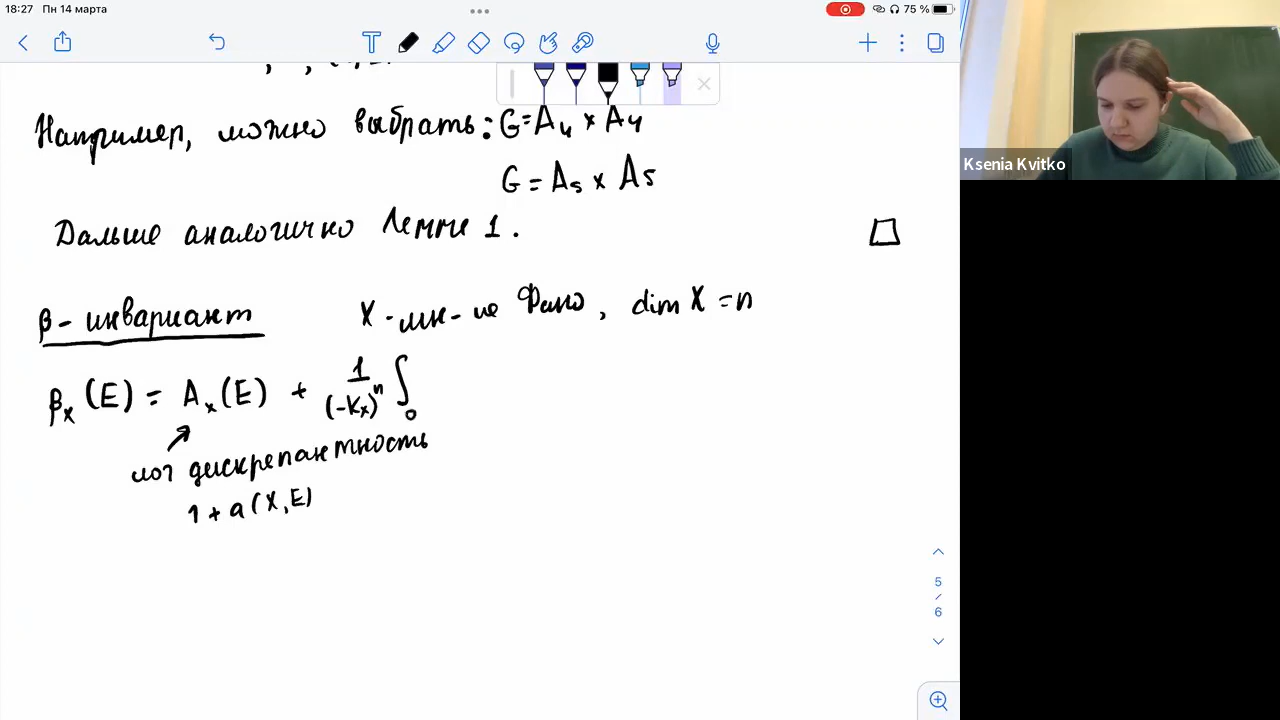 18:27 Пн 14 марта
75 %
Например, можно выбрать: G = A₄ × A₄
G = A₅ × A₅
Дальше аналогично Лемме 1.
β - инвариант X - мн-ие Фано, dim X = n
βₓ(E) = Aₓ(E) + 1/(-Kₓ)ⁿ ∫₀
лог дискрепантность
1 + a(X,E)
5
/
6
Ksenia Kvitko